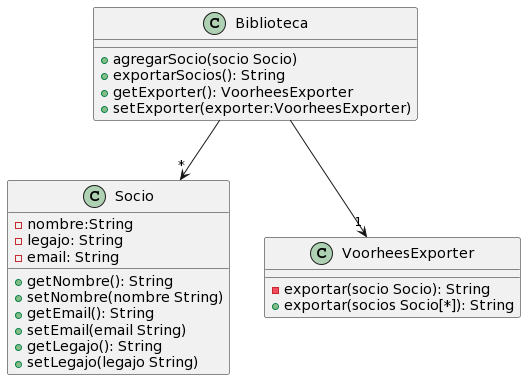 C Biblioteca
agregarSocio(socio Socio)
exportarSocios(): String
getExporter(): VoorheesExporter
setExporter(exporter:VoorheesExporter)
*
1
C Socio
nombre:String
legajo: String
email: String
getNombre(): String
setNombre(nombre String)
getEmail(): String
setEmail(email String)
getLegajo(): String
setLegajo(legajo String)
C VoorheesExporter
exportar(socio Socio): String
exportar(socios Socio[*]): String